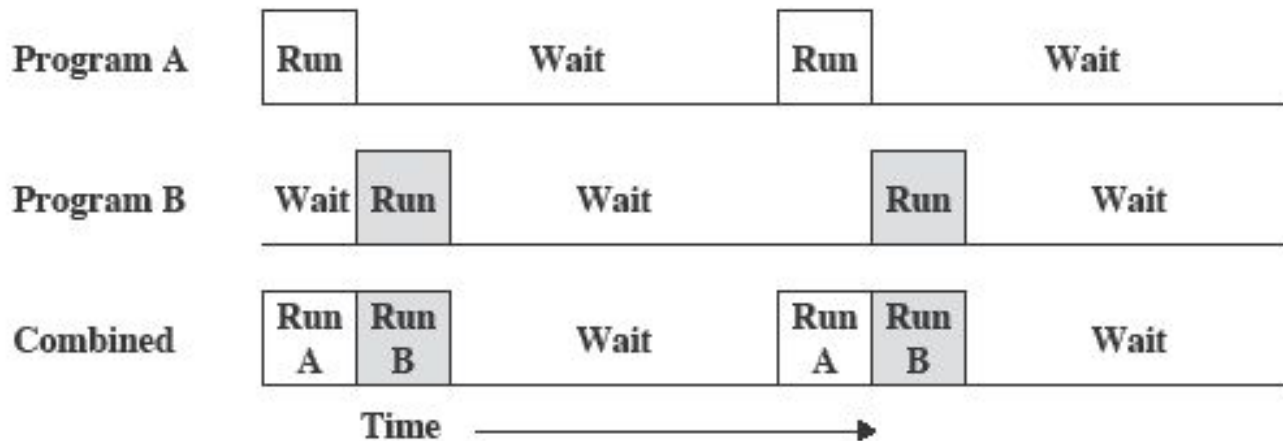 Program A Run Wait Run Wait
Program B Wait Run Wait Run Wait
Combined Run A Run B Wait Run A Run B Wait
Time